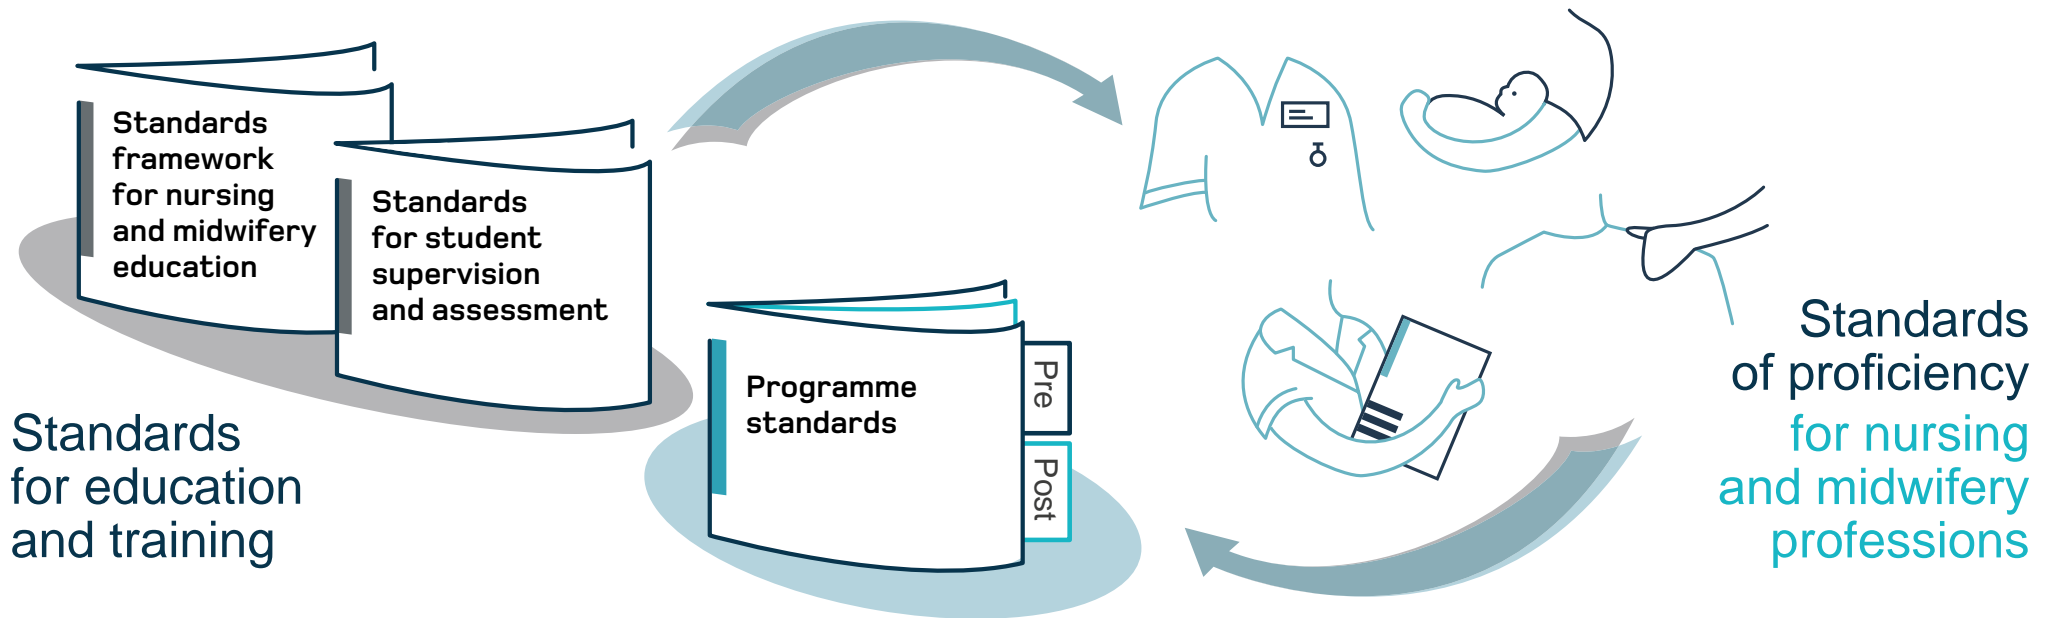 Standards
framework
for nursing
and midwifery
education
Standards
for student
supervision
and assessment
Programme
standards
Pre
Post
Standards
for education
and training
Standards
of proficiency
for nursing
and midwifery
professions